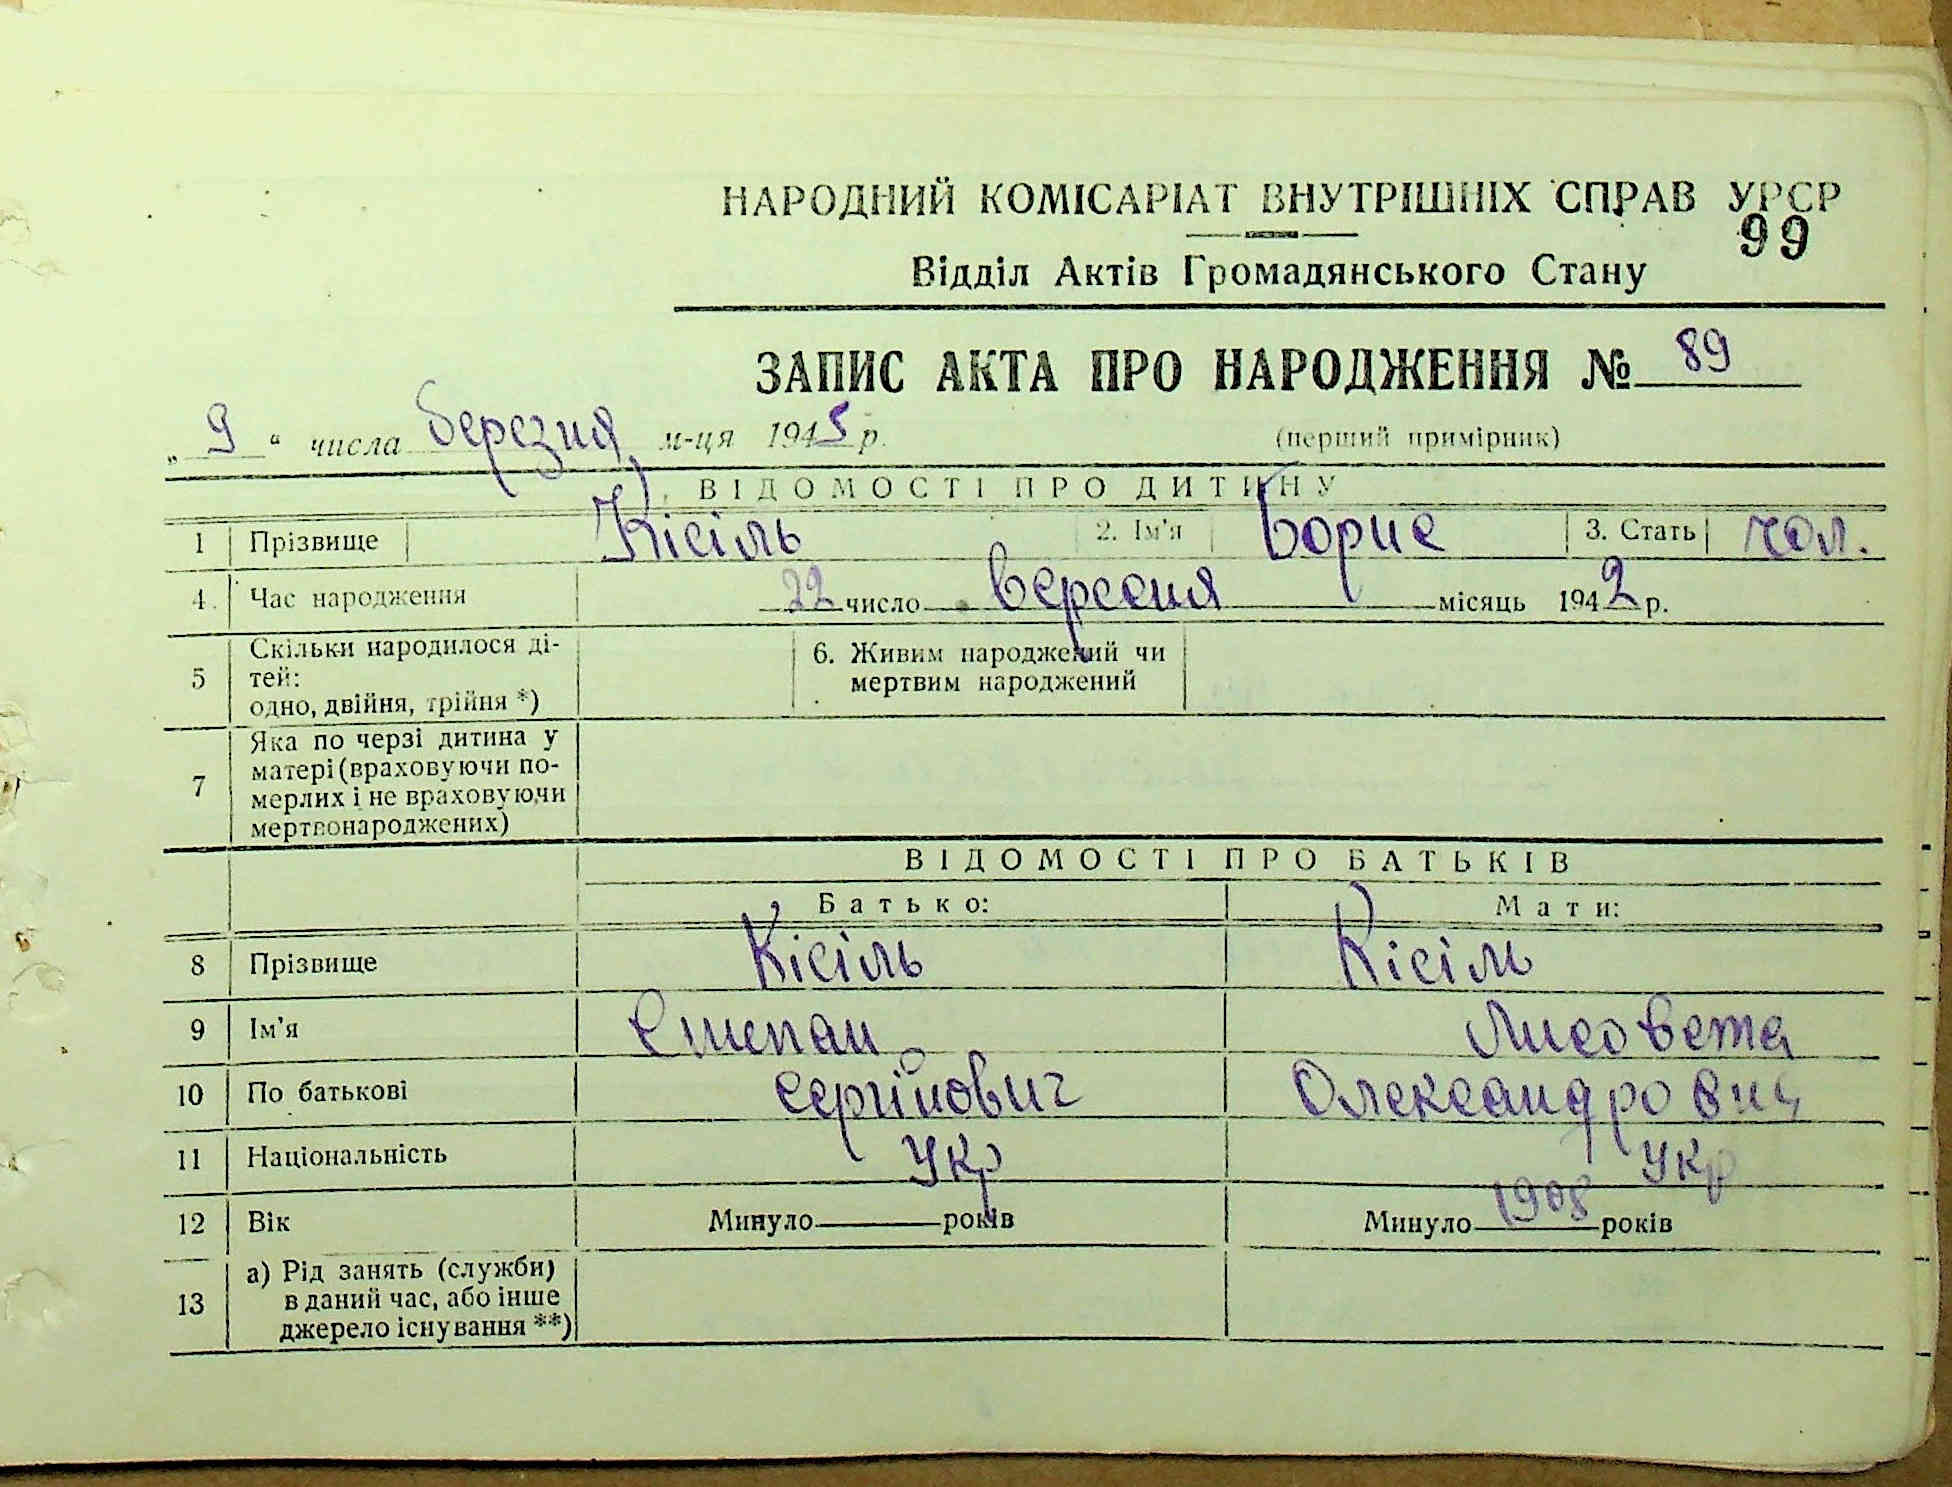 НАРОДНИЙ КОМІСАРІАТ ВНУТРІШНІХ СПРАВ УРСР
99
Відділ Актів Громадянського Стану
ЗАПИС АКТА ПРО НАРОДЖЕННЯ № 89
„ 9 “ числа березня м-ця 1945 р. (перший примірник)
ВІДОМОСТІ ПРО ДИТИНУ
1 Прізвище Кісіль 2. Ім'я Борис 3. Стать чол.
4. Час народження 22 число вересня місяць 1942 р.
5 Скільки народилося ді-
тей:
одно, двійня, трійня *)
6. Живим народжений чи
мертвим народжений
7 Яка по черзі дитина у
матері (враховуючи по-
мерлих і не враховуючи
мертвонароджених)
ВІДОМОСТІ ПРО БАТЬКІВ
Батько: Мати:
8 Прізвище Кісіль Кісіль
9 Ім'я Степан Лисовета
10 По батькові Сергійович
11 Національність Укр Укр
12 Вік Минуло років Минуло 1908 років
13 а) Рід занять (служби)
в даний час, або інше
джерело існування **)